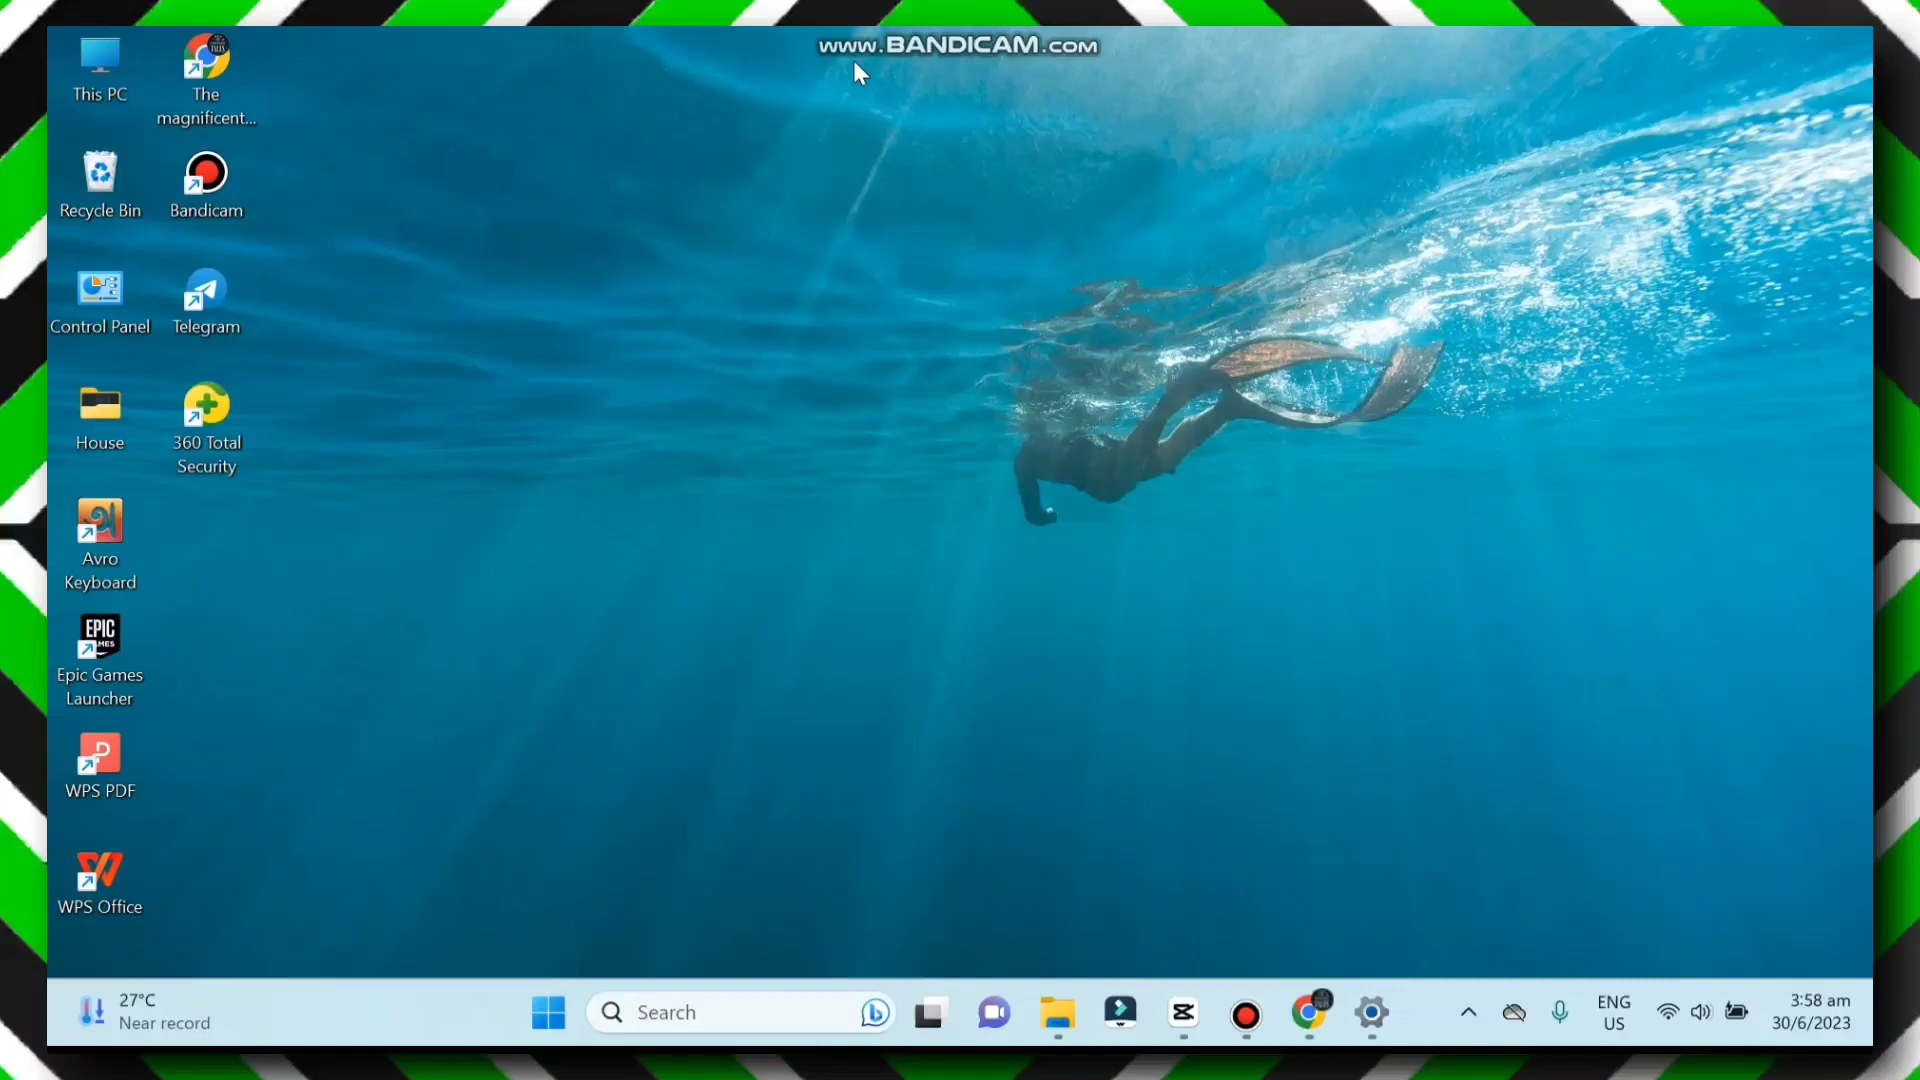 www.BANDICAM.com
This PC
The
magnificent...
Recycle Bin
Bandicam
Control Panel
Telegram
House
360 Total
Security
Avro
Keyboard
EPIC
Epic Games
Launcher
WPS PDF
WPS Office
27°C
Near record
Search
ENG
US
3:58 am
30/6/2023